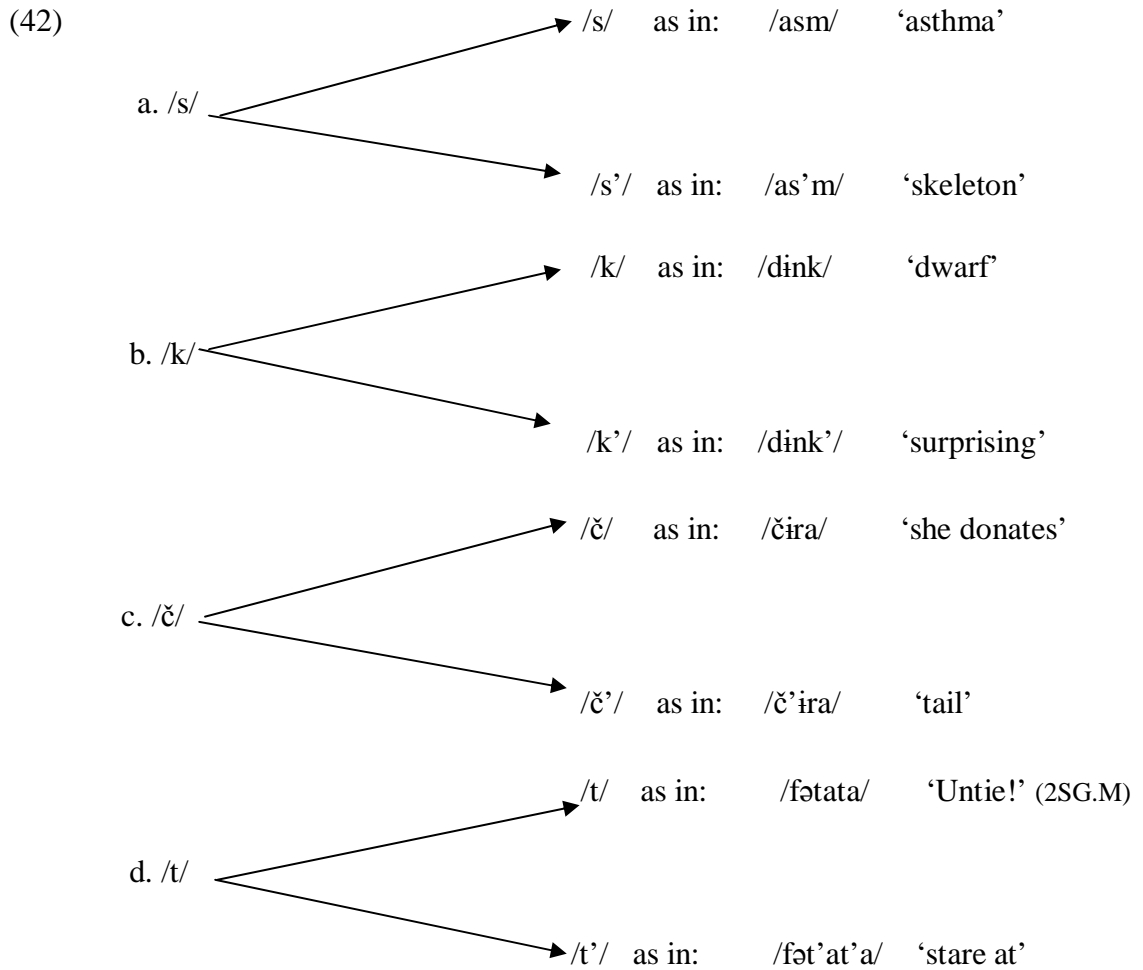 (42)
/s/ as in: /asm/ ‘asthma’
a. /s/
/s’/ as in: /as’m/ ‘skeleton’
/k/ as in: /dɨnk/ ‘dwarf’
b. /k/
/k’/ as in: /dɨnk’/ ‘surprising’
/č/ as in: /čɨra/ ‘she donates’
c. /č/
/č’/ as in: /č’ɨra/ ‘tail’
/t/ as in: /fətata/ ‘Untie!’ (2SG.M)
d. /t/
/t’/ as in: /fət’at’a/ ‘stare at’